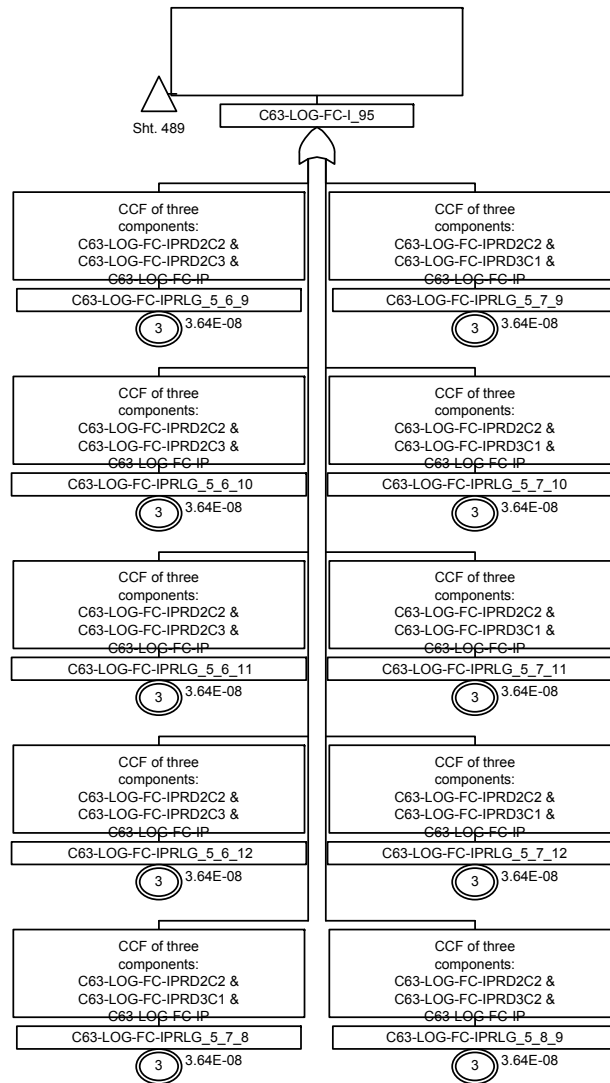 C63-LOG-FC-I_95
Sht. 489
CCF of three
components:
C63-LOG-FC-IPRD2C2 &
C63-LOG-FC-IPRD2C3 &
C63-LOG-FC-IP
C63-LOG-FC-IPRLG_5_6_9
3
3.64E-08
CCF of three
components:
C63-LOG-FC-IPRD2C2 &
C63-LOG-FC-IPRD3C1 &
C63-LOG-FC-IP
C63-LOG-FC-IPRLG_5_7_9
3
3.64E-08
CCF of three
components:
C63-LOG-FC-IPRD2C2 &
C63-LOG-FC-IPRD2C3 &
C63-LOG-FC-IP
C63-LOG-FC-IPRLG_5_6_10
3
3.64E-08
CCF of three
components:
C63-LOG-FC-IPRD2C2 &
C63-LOG-FC-IPRD3C1 &
C63-LOG-FC-IP
C63-LOG-FC-IPRLG_5_7_10
3
3.64E-08
CCF of three
components:
C63-LOG-FC-IPRD2C2 &
C63-LOG-FC-IPRD2C3 &
C63-LOG-FC-IP
C63-LOG-FC-IPRLG_5_6_11
3
3.64E-08
CCF of three
components:
C63-LOG-FC-IPRD2C2 &
C63-LOG-FC-IPRD3C1 &
C63-LOG-FC-IP
C63-LOG-FC-IPRLG_5_7_11
3
3.64E-08
CCF of three
components:
C63-LOG-FC-IPRD2C2 &
C63-LOG-FC-IPRD2C3 &
C63-LOG-FC-IP
C63-LOG-FC-IPRLG_5_6_12
3
3.64E-08
CCF of three
components:
C63-LOG-FC-IPRD2C2 &
C63-LOG-FC-IPRD3C1 &
C63-LOG-FC-IP
C63-LOG-FC-IPRLG_5_7_12
3
3.64E-08
CCF of three
components:
C63-LOG-FC-IPRD2C2 &
C63-LOG-FC-IPRD3C1 &
C63-LOG-FC-IP
C63-LOG-FC-IPRLG_5_7_8
3
3.64E-08
CCF of three
components:
C63-LOG-FC-IPRD2C2 &
C63-LOG-FC-IPRD3C2 &
C63-LOG-FC-IP
C63-LOG-FC-IPRLG_5_8_9
3
3.64E-08